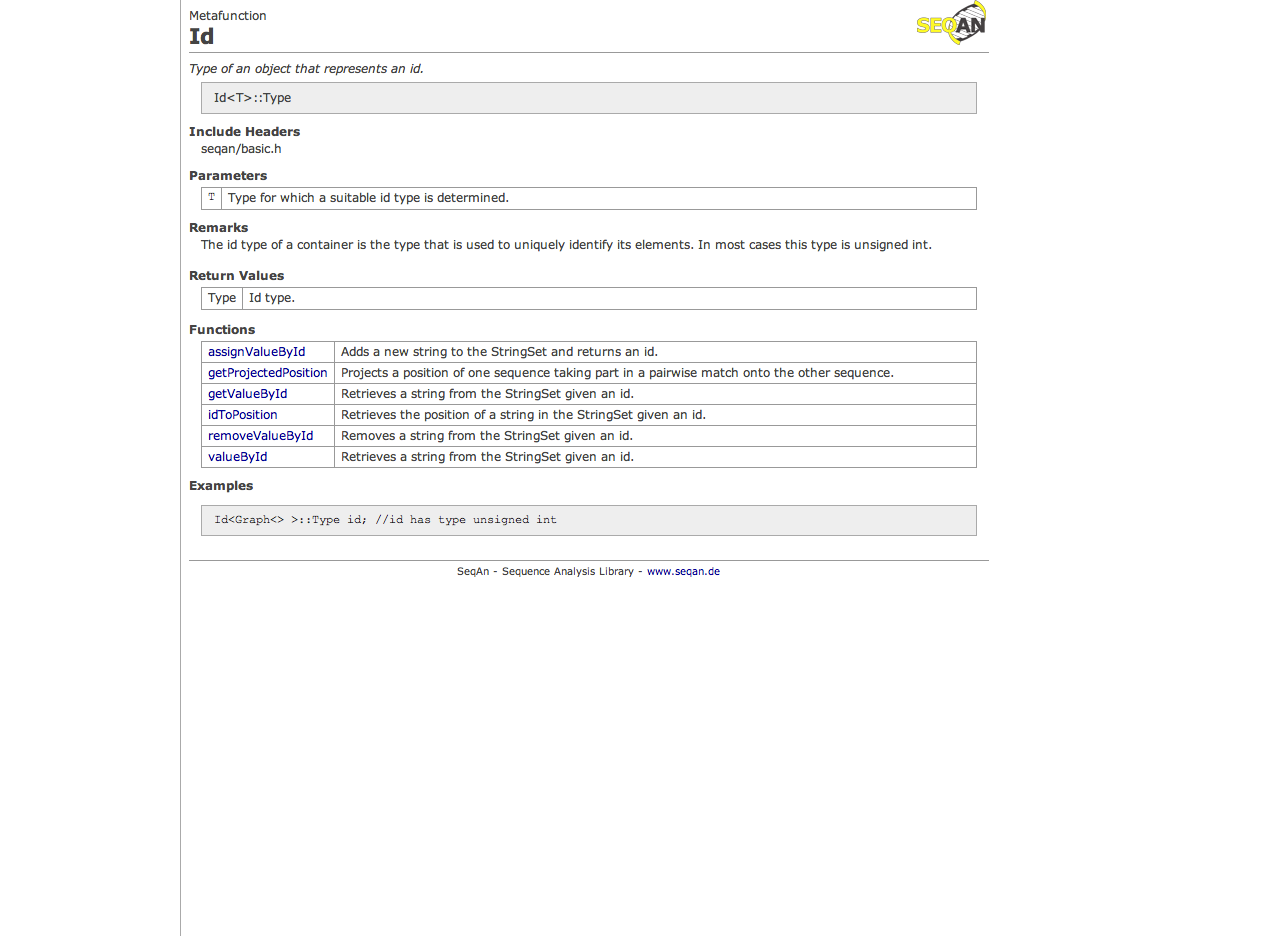 Metafunction
SEQAN
Id
Type of an object that represents an id.
Id<T>::Type
Include Headers
seqan/basic.h
Parameters
T Type for which a suitable id type is determined.
Remarks
The id type of a container is the type that is used to uniquely identify its elements. In most cases this type is unsigned int.
Return Values
Type Id type.
Functions
assignValueById Adds a new string to the StringSet and returns an id.
getProjectedPosition Projects a position of one sequence taking part in a pairwise match onto the other sequence.
getValueById Retrieves a string from the StringSet given an id.
idToPosition Retrieves the position of a string in the StringSet given an id.
removeValueById Removes a string from the StringSet given an id.
valueById Retrieves a string from the StringSet given an id.
Examples
Id<Graph<> >::Type id; //id has type unsigned int
SeqAn - Sequence Analysis Library - www.seqan.de